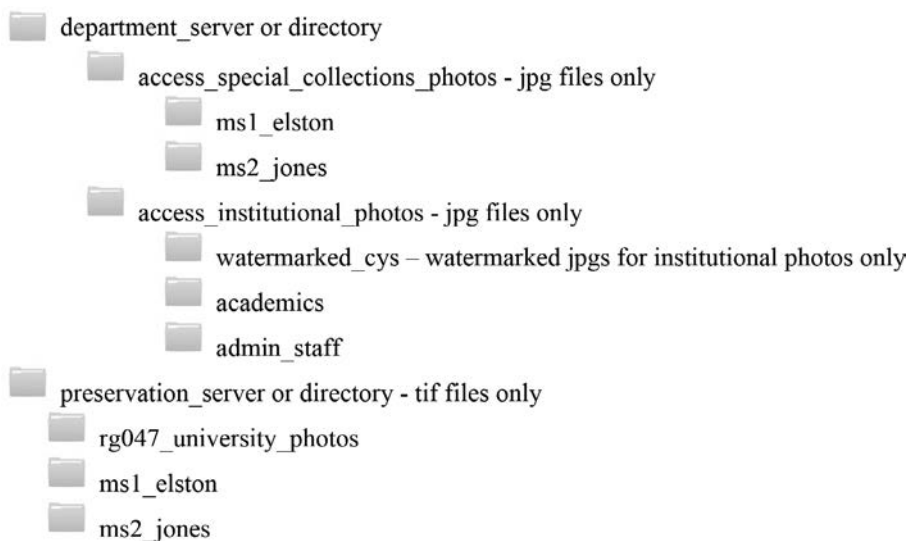 department_server or directory
access_special_collections_photos - jpg files only
ms1_elston
ms2_jones
access_institutional_photos - jpg files only
watermarked_cys – watermarked jpgs for institutional photos only
academics
admin_staff
preservation_server or directory - tif files only
rg047_university_photos
ms1_elston
ms2_jones